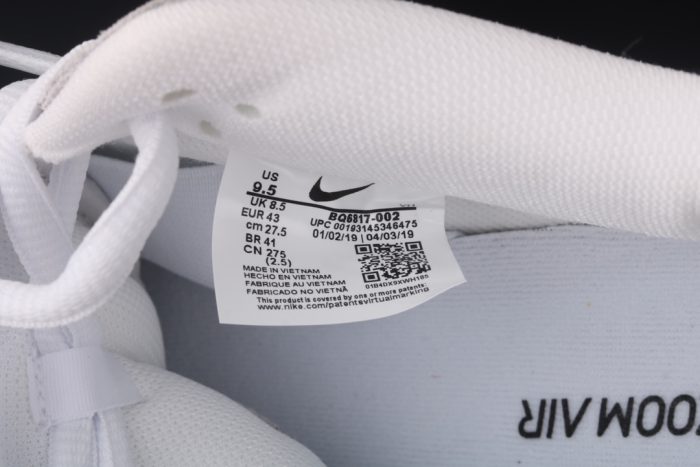 US
9.5
UK 8.5
EUR 43
cm 27.5
BR 41
CN 275
(2.5)
BQ6817-002
UPC 00193145346475
01/02/19 | 04/03/19
01B4DX9XWH185
MADE IN VIETNAM
HECHO EN VIETNAM
FABRIQUE AU VIETNAM
FABRICADO NO VIETNÃ
This product is covered by one or more patents:
www.nike.com/patentsvirtualmarking
ZOOM AIR